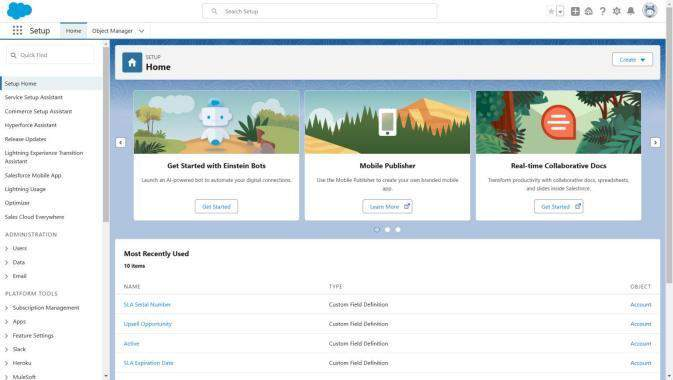 Search Setup
Setup
Home
Object Manager
Quick Find
Setup Home
Service Setup Assistant
Commerce Setup Assistant
Hyperforce Assistant
Release Updates
Lightning Experience Transition
Assistant
Salesforce Mobile App
Lightning Usage
Optimizer
Sales Cloud Everywhere
ADMINISTRATION
Users
Data
Email
PLATFORM TOOLS
Subscription Management
Apps
Feature Settings
Slack
Heroku
MuleSoft
SETUP
Home
Create
Get Started with Einstein Bots
Launch an AI-powered bot to automate your digital connections.
Get Started
Mobile Publisher
Use the Mobile Publisher to create your own branded mobile
app.
Learn More
Real-time Collaborative Docs
Transform productivity with collaborative docs, spreadsheets,
and slides inside Salesforce.
Get Started
Most Recently Used
10 items
NAME TYPE OBJECT
SLA Serial Number Custom Field Definition Account
Upsell Opportunity Custom Field Definition Account
Active Custom Field Definition Account
SLA Expiration Date Custom Field Definition Account